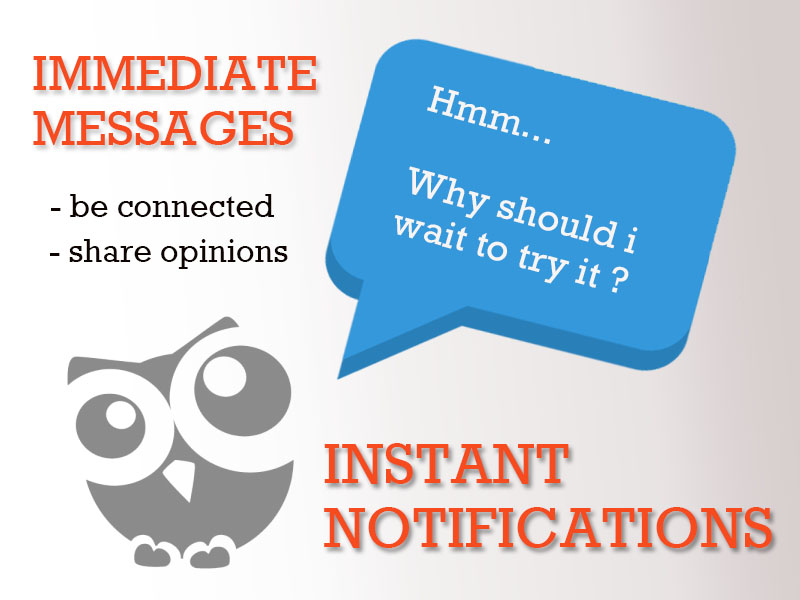 IMMEDIATE
MESSAGES
- be connected
- share opinions
Hmm...
Why should i
wait to try it ?
INSTANT
NOTIFICATIONS